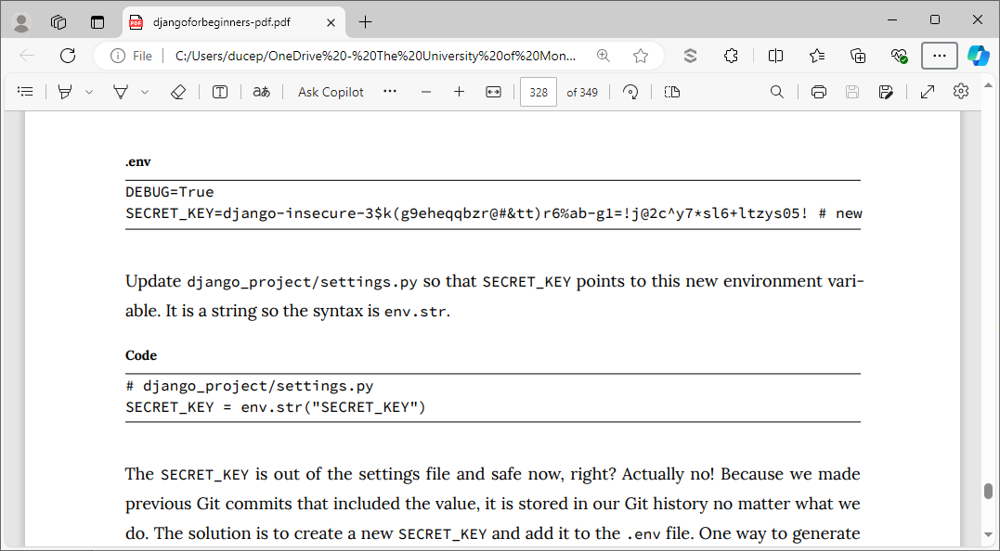 djangoforbeginners-pdf.pdf
File
C:/Users/ducep/OneDrive%20-%20The%20University%20of%20Mon...
Ask Copilot
328
of 349
.env
DEBUG=True
SECRET_KEY=django-insecure-3$k(g9eheqqbzr@#&tt)r6%ab-g1=!j@2c^y7*sl6+ltzys05! # new
Update django_project/settings.py so that SECRET_KEY points to this new environment vari-
able. It is a string so the syntax is env.str.
Code
# django_project/settings.py
SECRET_KEY = env.str("SECRET_KEY")
The SECRET_KEY is out of the settings file and safe now, right? Actually no! Because we made
previous Git commits that included the value, it is stored in our Git history no matter what we
do. The solution is to create a new SECRET_KEY and add it to the .env file. One way to generate